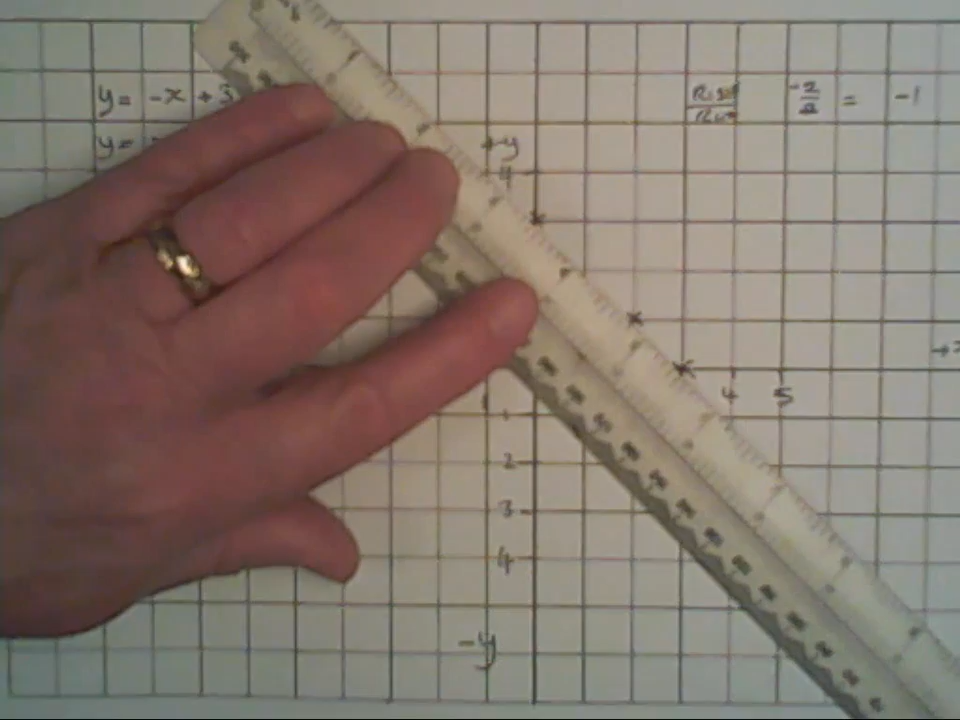 y = -x + 3
y =
Rise/Run -2/2 = -1
+y
4
4 5
1
2
3
4
-y